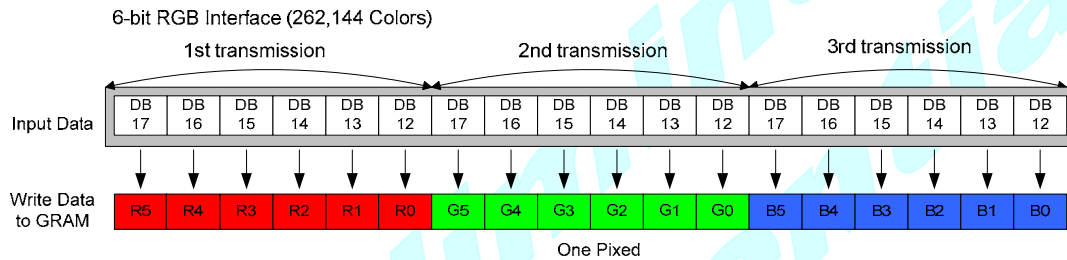 6-bit RGB Interface (262,144 Colors)
1st transmission 2nd transmission 3rd transmission
DB DB DB DB DB DB DB DB DB DB DB DB DB DB DB DB DB DB
Input Data 17 16 15 14 13 12 17 16 15 14 13 12 17 16 15 14 13 12
Write Data
to GRAM R5 R4 R3 R2 R1 R0 G5 G4 G3 G2 G1 G0 B5 B4 B3 B2 B1 B0
One Pixed